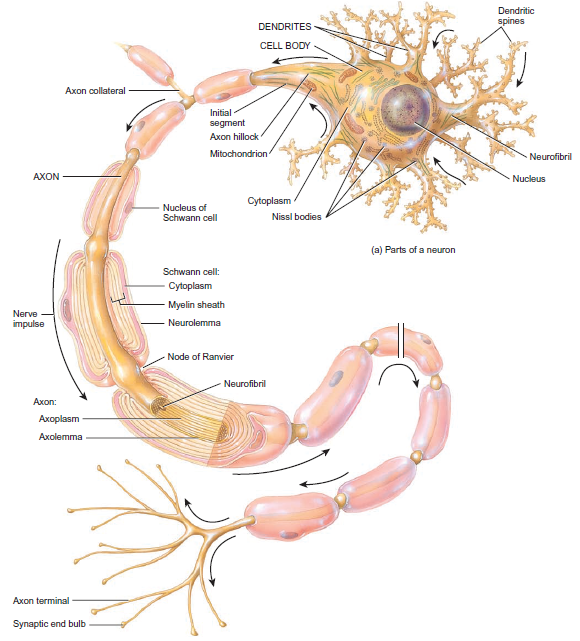 Dendritic
spines
DENDRITES
CELL BODY
Axon collateral
Initial
segment
Axon hillock
Mitochondrion
Neurofibril
Nucleus
AXON
Cytoplasm
Nucleus of
Schwann cell
Nissl bodies
(a) Parts of a neuron
Schwann cell:
Cytoplasm
Myelin sheath
Neurolemma
Nerve
impulse
Node of Ranvier
Neurofibril
Axon:
Axoplasm
Axolemma
Axon terminal
Synaptic end bulb